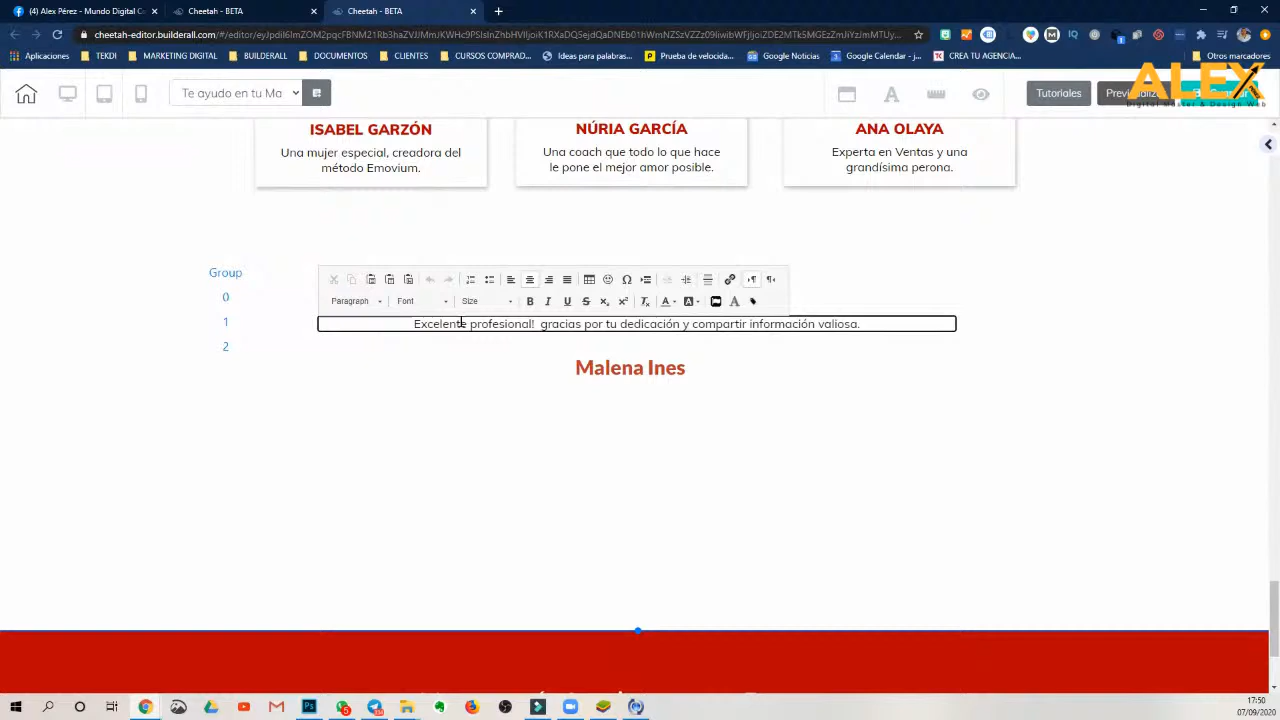 (4) Alex Pérez - Mundo Digital C
Cheetah - BETA
Cheetah - BETA
Aplicaciones
TEKDI
MARKETING DIGITAL
BUILDERALL
DOCUMENTOS
CLIENTES
CURSOS COMPRAD...
Ideas para palabras...
Prueba de velocida...
Google Noticias
Google Calendar - j...
CREA TU AGENCIA...
Otros marcadores
Te ayudo en tu Ma
Tutoriales
ALEX
Digital Master & Design Web
ISABEL GARZÓN
NÚRIA GARCÍA
ANA OLAYA
Una mujer especial, creadora del
método Emovium.
Una coach que todo lo que hace
le pone el mejor amor posible.
Experta en Ventas y una
grandísima perona.
Group
0
1
2
Paragraph
Font
Size
Excelente profesional! gracias por tu dedicación y compartir información valiosa.
Malena Ines
17:50
07/09/2020